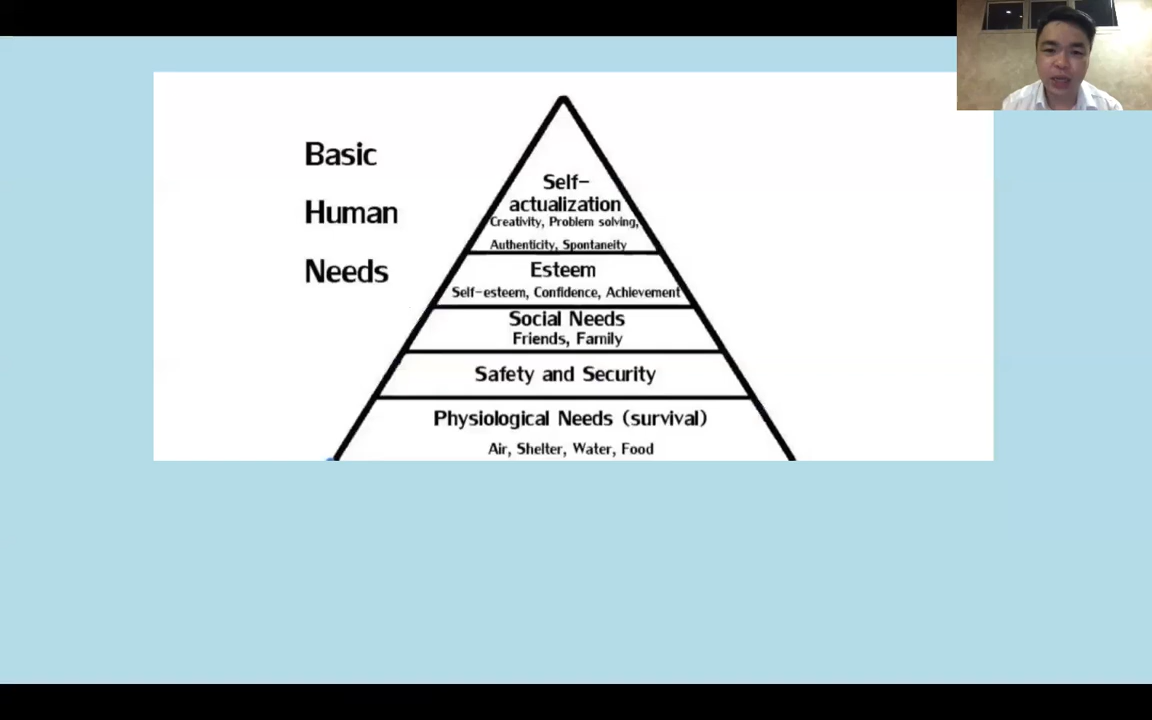 Basic
Human
Needs
Self-
actualization
Creativity, Problem solving,
Authenticity, Spontaneity
Esteem
Self-esteem, Confidence, Achievement
Social Needs
Friends, Family
Safety and Security
Physiological Needs (survival)
Air, Shelter, Water, Food